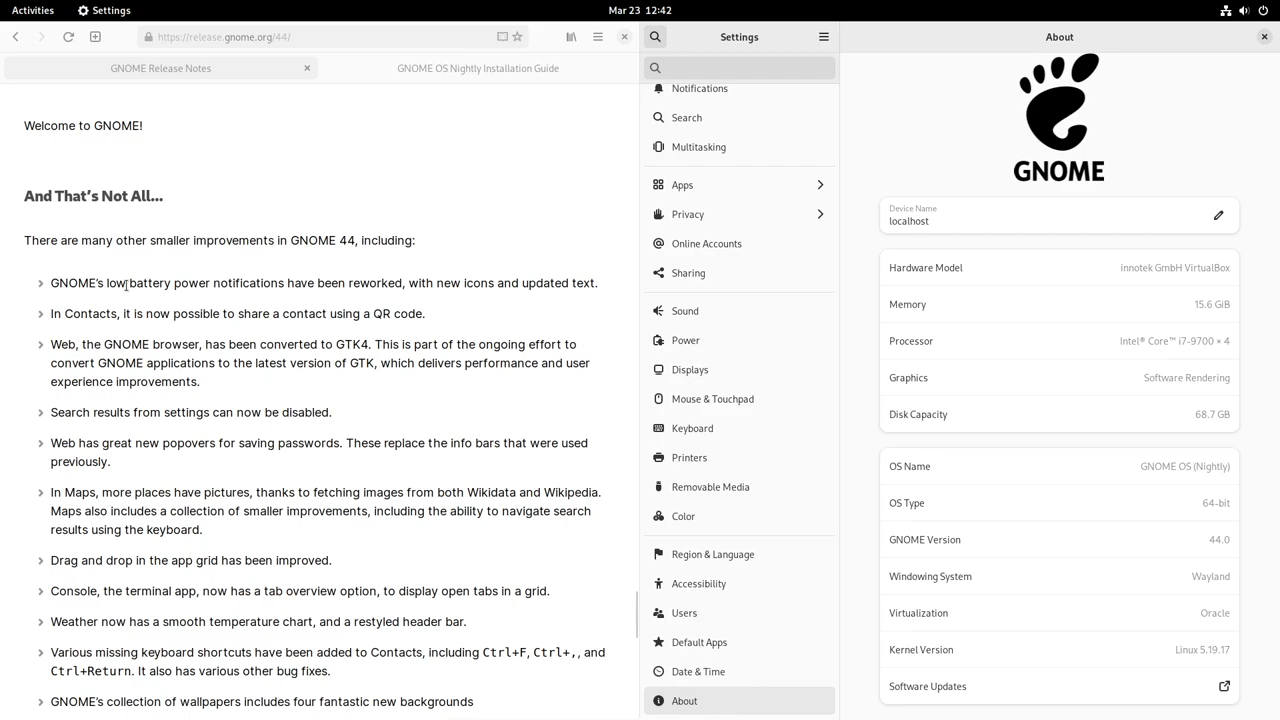 Activities
Settings
Mar 23 12:42
https://release.gnome.org/44/
GNOME Release Notes
GNOME OS Nightly Installation Guide
Welcome to GNOME!
And That’s Not All…
There are many other smaller improvements in GNOME 44, including:
GNOME’s low battery power notifications have been reworked, with new icons and updated text.
In Contacts, it is now possible to share a contact using a QR code.
Web, the GNOME browser, has been converted to GTK4. This is part of the ongoing effort to
convert GNOME applications to the latest version of GTK, which delivers performance and user
experience improvements.
Search results from settings can now be disabled.
Web has great new popovers for saving passwords. These replace the info bars that were used
previously.
In Maps, more places have pictures, thanks to fetching images from both Wikidata and Wikipedia.
Maps also includes a collection of smaller improvements, including the ability to navigate search
results using the keyboard.
Drag and drop in the app grid has been improved.
Console, the terminal app, now has a tab overview option, to display open tabs in a grid.
Weather now has a smooth temperature chart, and a restyled header bar.
Various missing keyboard shortcuts have been added to Contacts, including Ctrl+F, Ctrl+,, and
Ctrl+Return. It also has various other bug fixes.
GNOME’s collection of wallpapers includes four fantastic new backgrounds
Settings
Notifications
Search
Multitasking
Apps
Privacy
Online Accounts
Sharing
Sound
Power
Displays
Mouse & Touchpad
Keyboard
Printers
Removable Media
Color
Region & Language
Accessibility
Users
Default Apps
Date & Time
About
About
GNOME
Device Name
localhost
Hardware Model innotek GmbH VirtualBox
Memory 15.6 GiB
Processor Intel® Core™ i7-9700 × 4
Graphics Software Rendering
Disk Capacity 68.7 GB
OS Name GNOME OS (Nightly)
OS Type 64-bit
GNOME Version 44.0
Windowing System Wayland
Virtualization Oracle
Kernel Version Linux 5.19.17
Software Updates